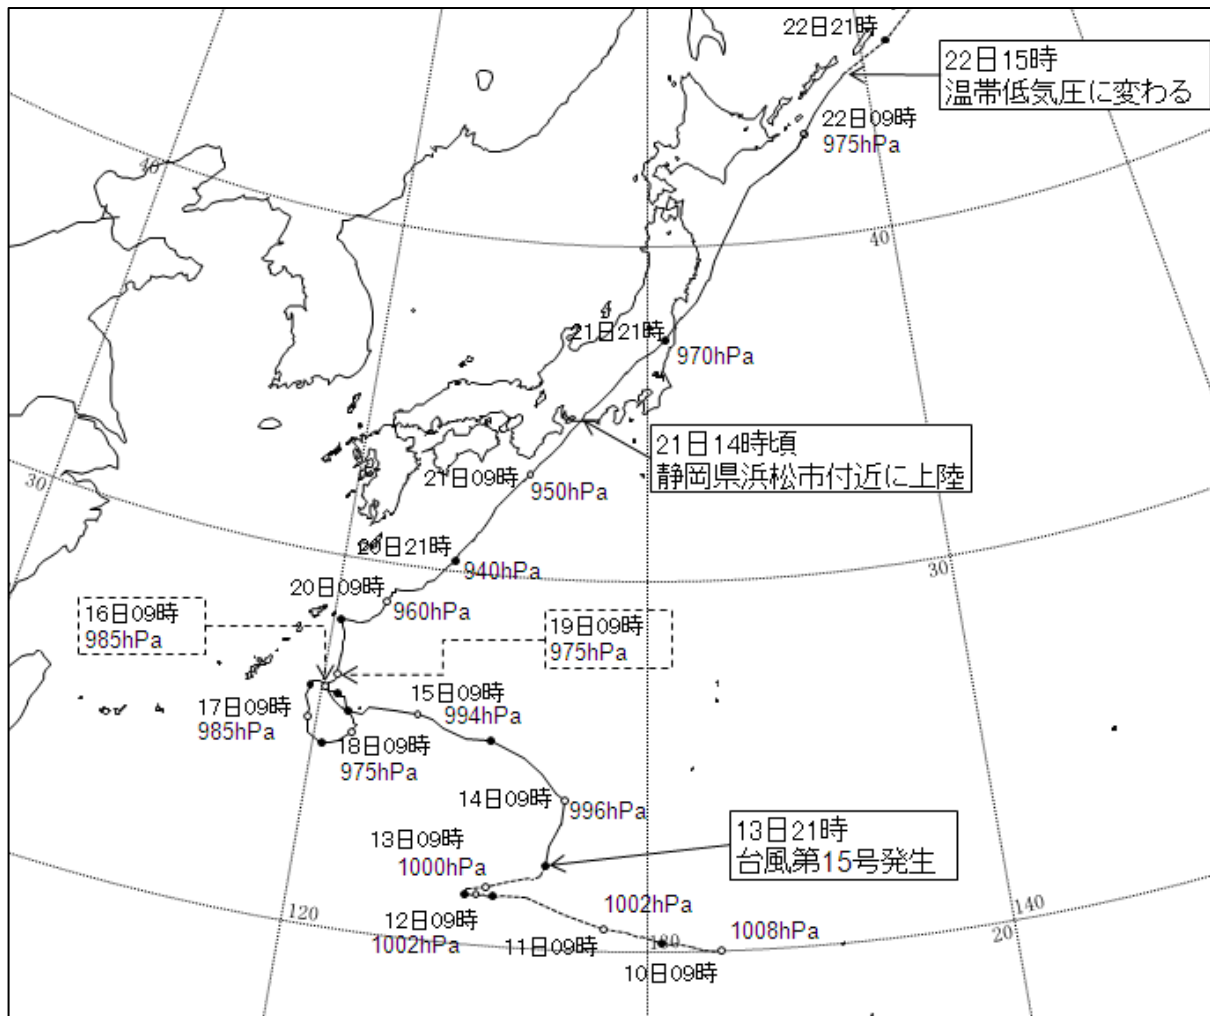 22日21時
22日15時
温帯低気圧に変わる
22日09時
975hPa
40
40
21日21時
970hPa
21日14時頃
静岡県浜松市付近に上陸
30
21日09時
950hPa
20日21時
940hPa
30
20日09時
960hPa
16日09時
985hPa
19日09時
975hPa
15日09時
994hPa
17日09時
985hPa
18日09時
975hPa
14日09時
996hPa
13日21時
台風第15号発生
13日09時
1000hPa
120
12日09時
1002hPa
1002hPa
11日09時
130
1008hPa
10日09時
140
20